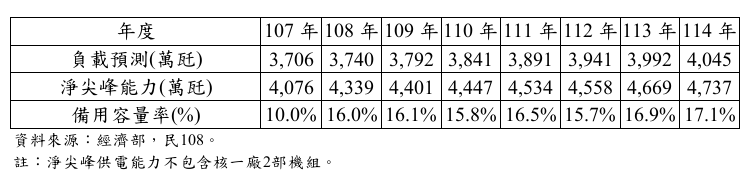 年度 107 年 108 年 109 年 110 年 111 年 112 年 113 年 114 年
負載預測(萬瓩) 3,706 3,740 3,792 3,841 3,891 3,941 3,992 4,045
淨尖峰能力(萬瓩) 4,076 4,339 4,401 4,447 4,534 4,558 4,669 4,737
備用容量率(%) 10.0% 16.0% 16.1% 15.8% 16.5% 15.7% 16.9% 17.1%
資料來源：經濟部，民108。
註：淨尖峰供電能力不包含核一廠2部機組。